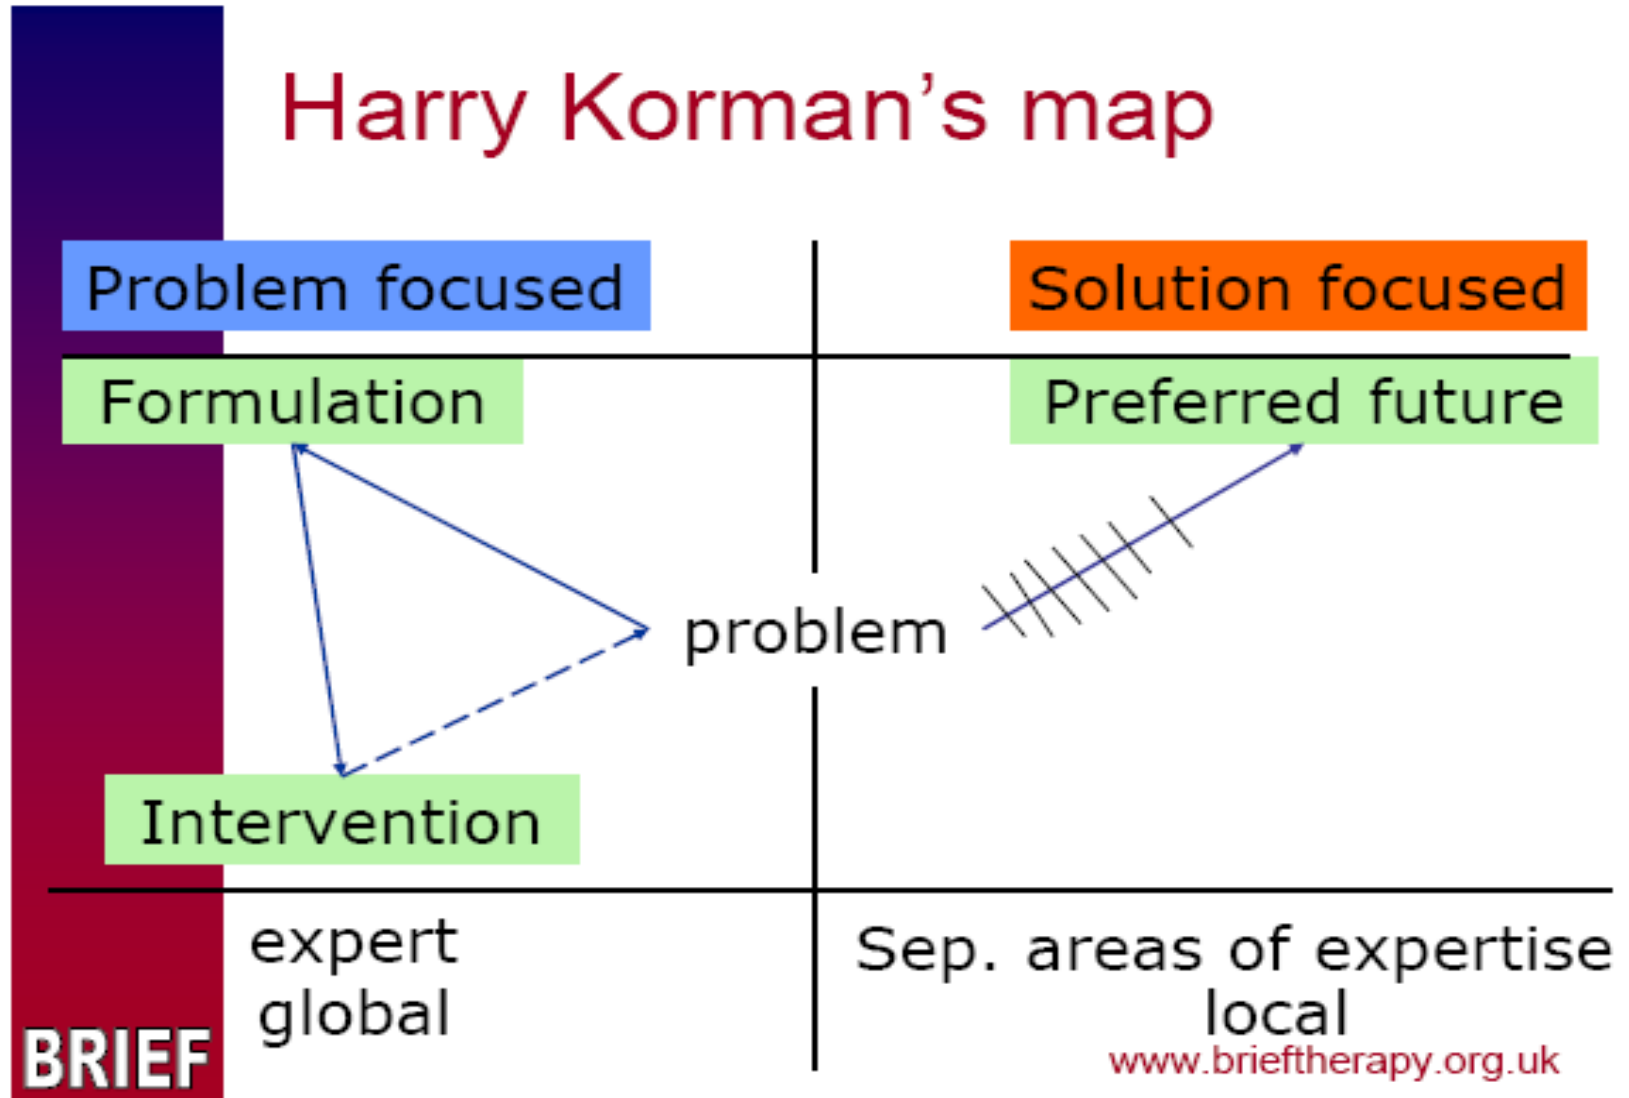 Harry Korman’s map
Problem focused
Solution focused
Formulation
Preferred future
problem
Intervention
expert
global
Sep. areas of expertise
local
BRIEF
www.brieftherapy.org.uk